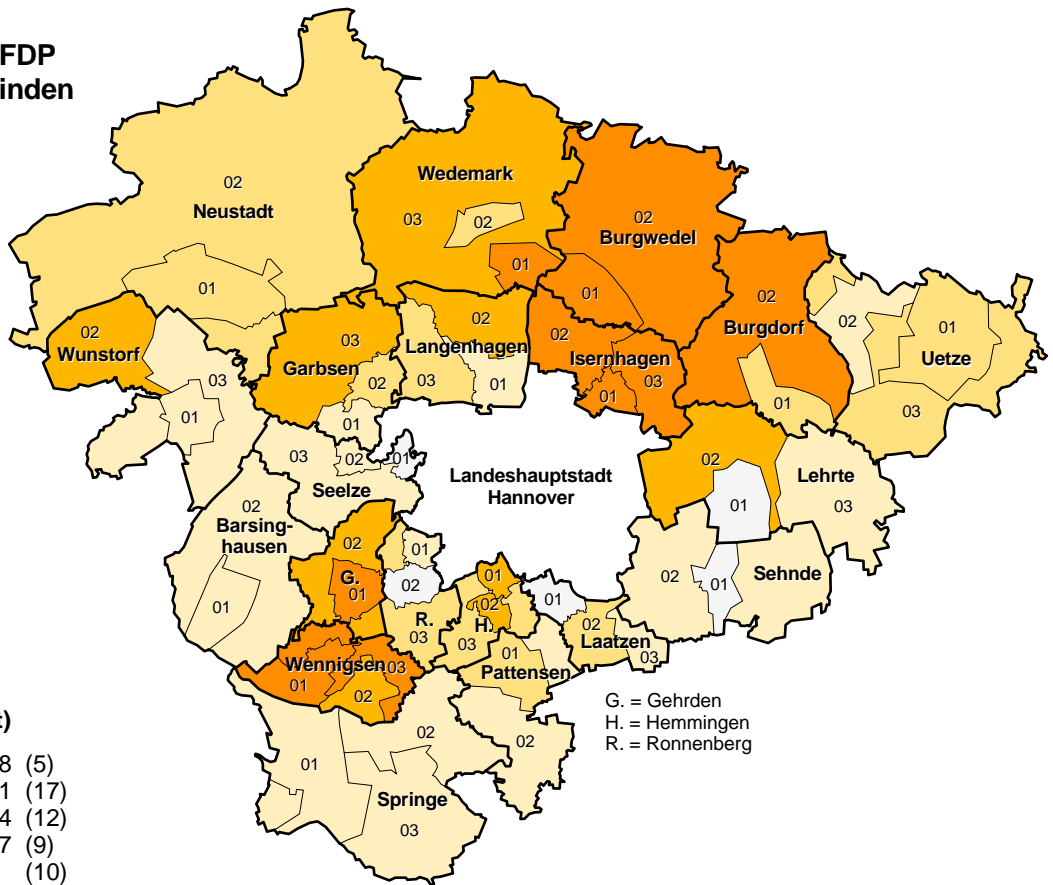 FDP
inden
02
Neustadt
01
Wedemark
03
02
01
02
Burgwedel
01
02
Burgdorf
01
02
01
Uetze
03
02
Wunstorf
03
01
03
Garbsen
02
01
02
Langenhagen
03
01
02
Isernhagen
03
01
02
Lehrte
01
03
03
02
01
Seelze
Landeshauptstadt
Hannover
02
Barsing-
hausen
01
02
G.
01
01
02
R.
03
01
02
H.
03
01
02
Laatzen
03
02
01
Sehnde
01
Pattensen
02
Wennigsen
03
01
02
G. = Gehrden
H. = Hemmingen
R. = Ronnenberg
01
02
Springe
03
t)
8 (5)
1 (17)
4 (12)
7 (9)
(10)